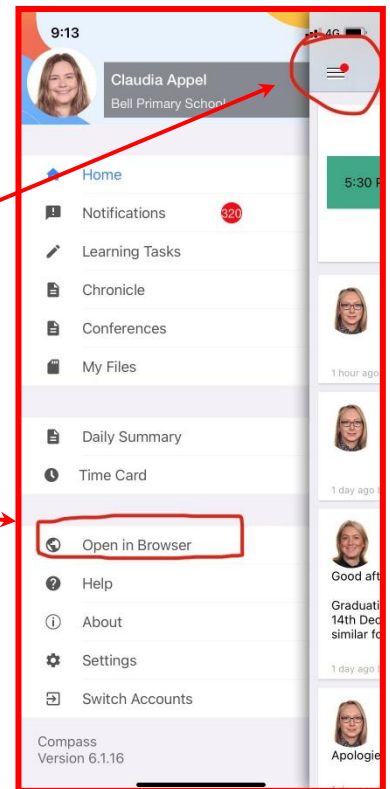 9:13
4G
Claudia Appel
Bell Primary School
Home
Notifications 320
Learning Tasks
Chronicle
Conferences
My Files
Daily Summary
Time Card
Open in Browser
Help
About
Settings
Switch Accounts
Compass
Version 6.1.16
5:30
1 hour ago
1 day ago
Good aft
Graduati
14th Dec
similar fo
1 day ago
Apologie